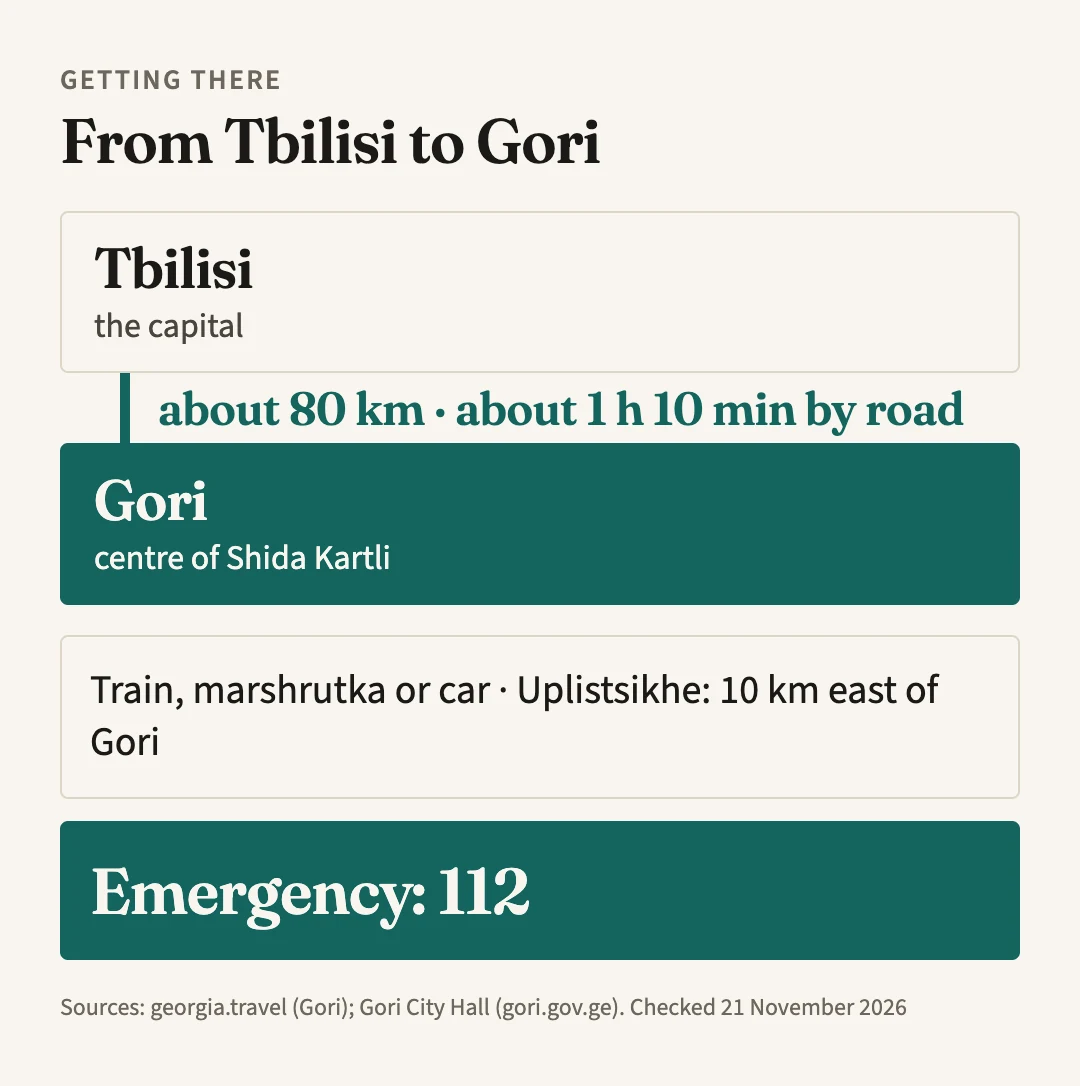 GETTING THERE
From Tbilisi to Gori
Tbilisi
the capital
about 80 km · about 1 h 10 min by road
Gori
centre of Shida Kartli
Train, marshrutka or car · Uplistsikhe: 10 km east of
Gori
Emergency: 112
Sources: georgia.travel (Gori); Gori City Hall (gori.gov.ge). Checked 21 November 2026